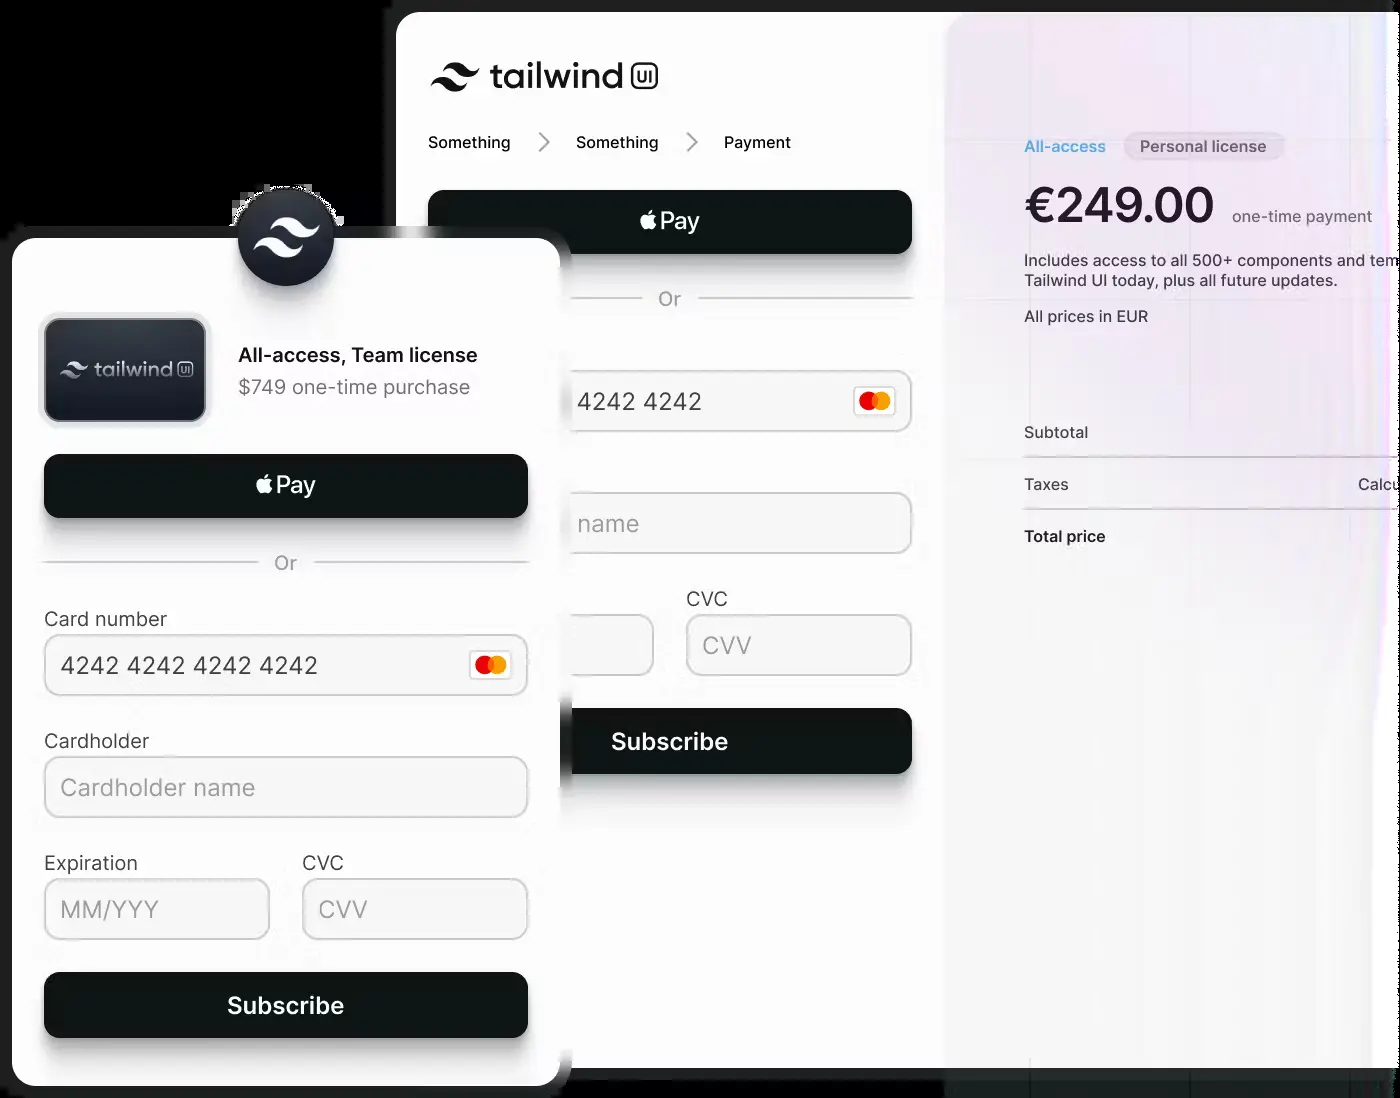 tailwind UI
Something > Something > Payment
Pay
Or
4242 4242
name
CVC
CVV
Subscribe
All-access Personal license
€249.00 one-time payment
Includes access to all 500+ components and tem
Tailwind UI today, plus all future updates.
All prices in EUR
Subtotal
Taxes Calcu
Total price
tailwind UI
All-access, Team license
$749 one-time purchase
Pay
Or
Card number
4242 4242 4242 4242
Cardholder
Cardholder name
Expiration CVC
MM/YYY CVV
Subscribe